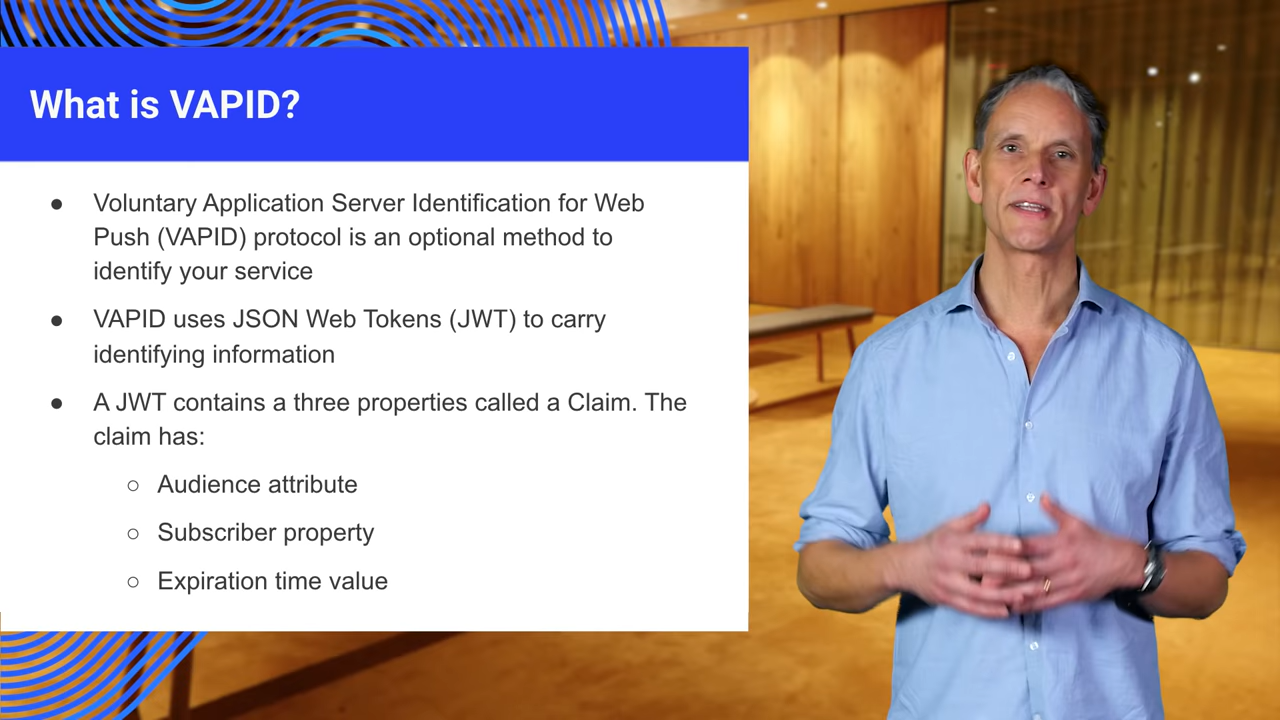 What is VAPID?
● Voluntary Application Server Identification for Web
Push (VAPID) protocol is an optional method to
identify your service
● VAPID uses JSON Web Tokens (JWT) to carry
identifying information
● A JWT contains a three properties called a Claim. The
claim has:
○ Audience attribute
○ Subscriber property
○ Expiration time value